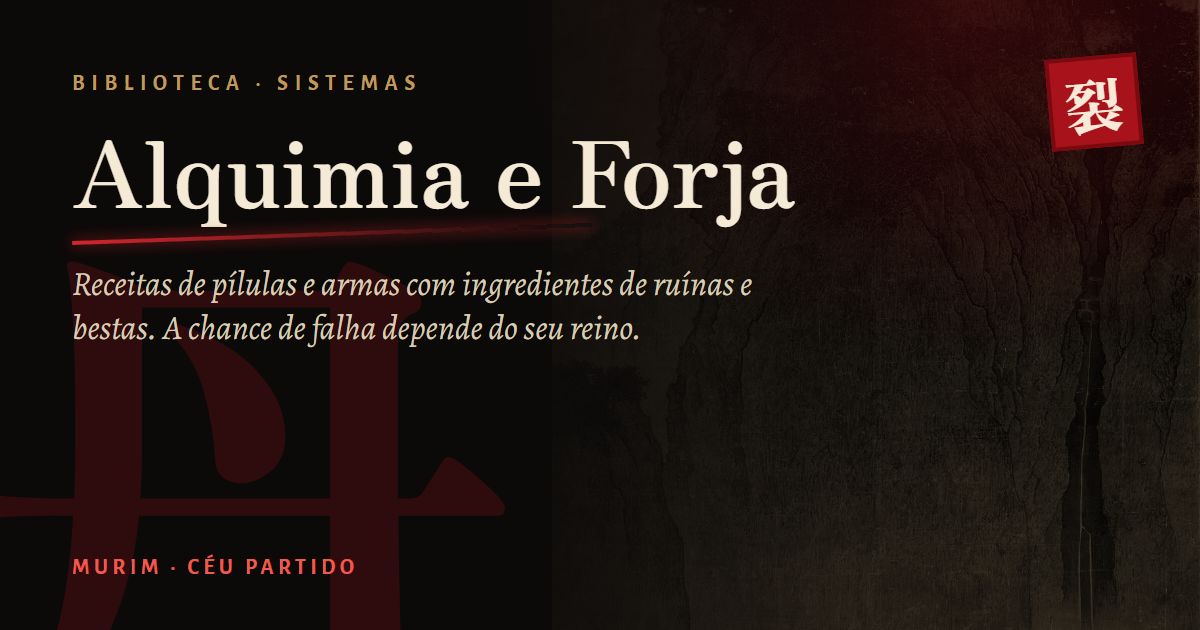 BIBLIOTECA · SISTEMAS
裂
Alquimia e Forja
Receitas de pílulas e armas com ingredientes de ruínas e
bestas. A chance de falha depende do seu reino.
丹
MURIM · CÉU PARTIDO